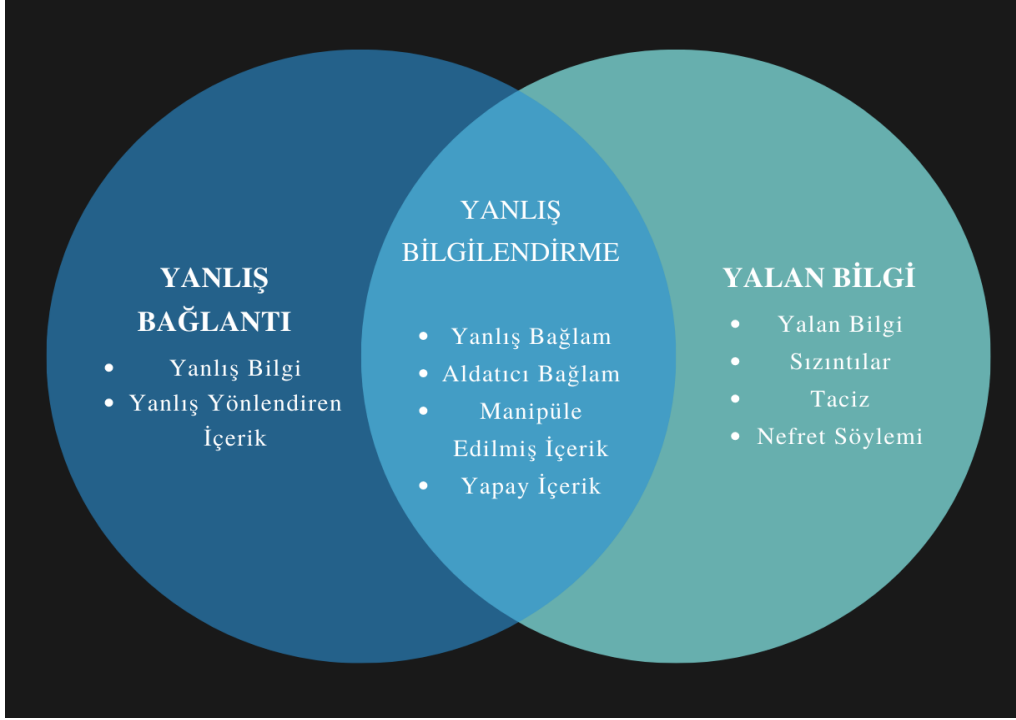 YANLIŞ
BAĞLANTI
• Yanlış Bilgi
• Yanlış Yönlendiren
İçerik
YANLIŞ
BİLGİLENDİRME
• Yanlış Bağlam
• Aldatıcı Bağlam
• Manipüle
Edilmiş İçerik
• Yapay İçerik
YALAN BİLGİ
• Yalan Bilgi
• Sızıntılar
• Taciz
• Nefret Söylemi